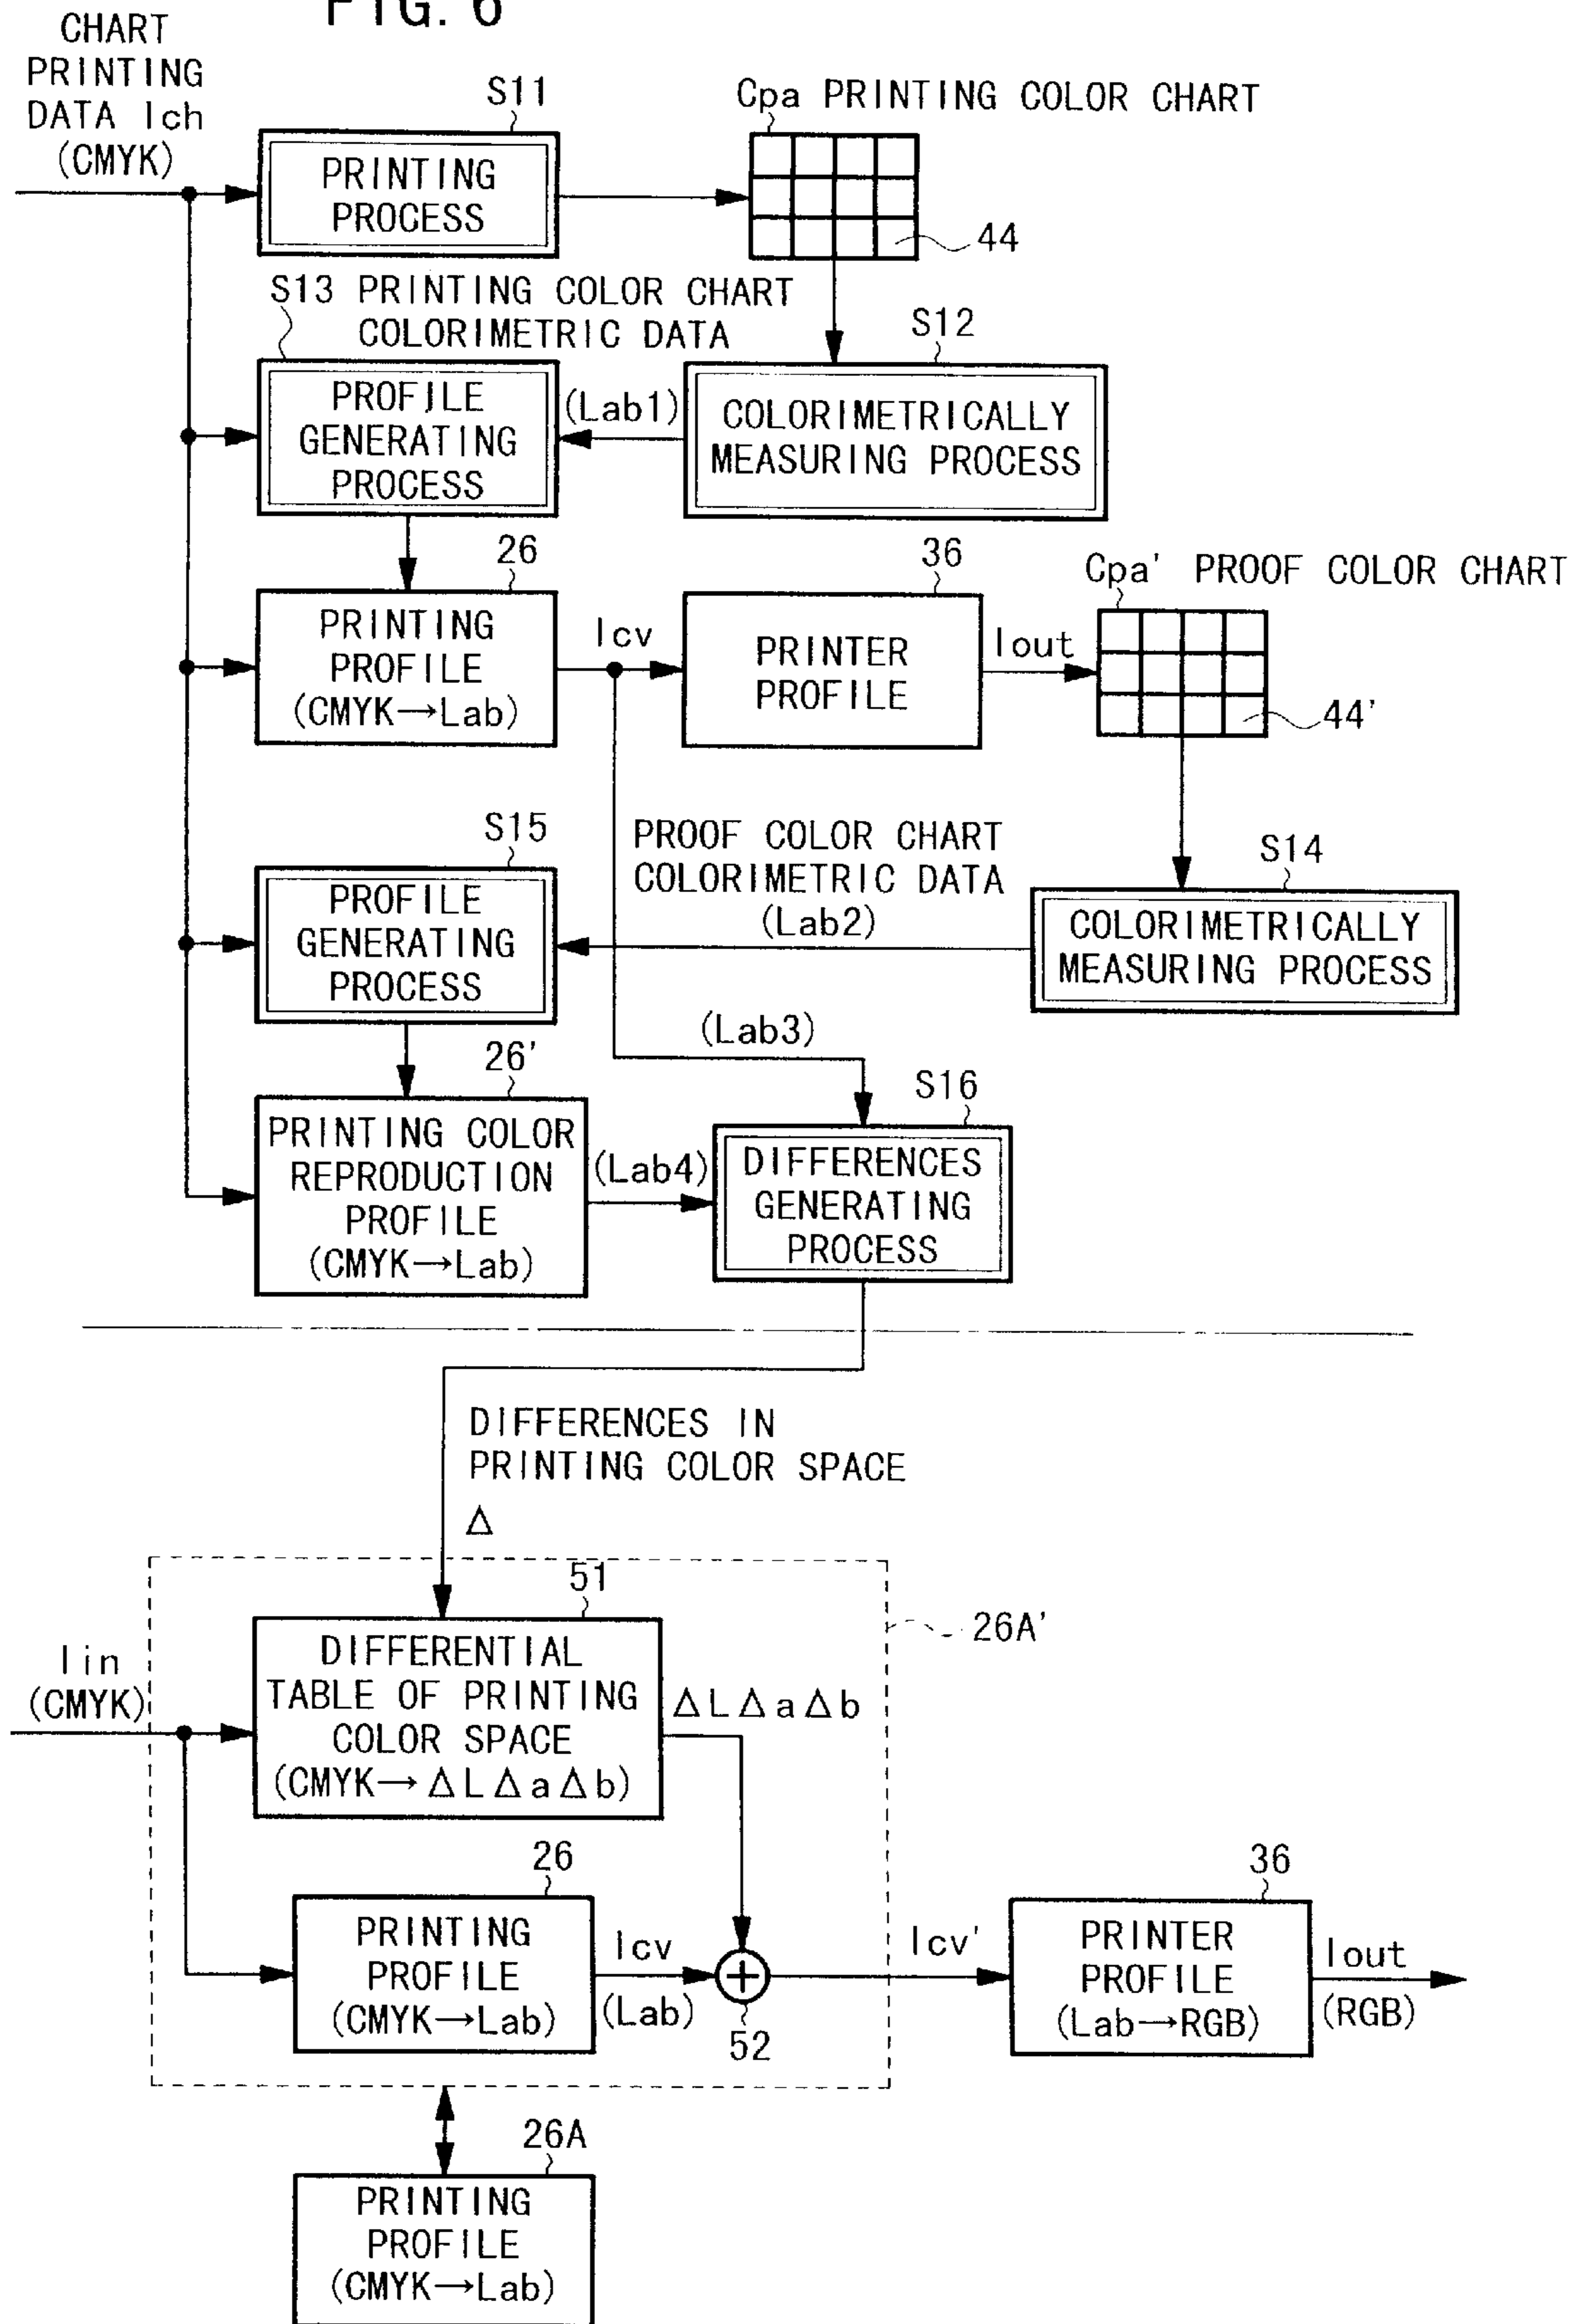 FIG. 6
CHART
PRINTING
DATA Ich
(CMYK)
S11
PRINTING
PROCESS
Cpa PRINTING COLOR CHART
44
S13 PRINTING COLOR CHART
COLORIMETRIC DATA
S12
PROFILE
GENERATING
PROCESS
(Lab1)
COLORIMETRICALLY
MEASURING PROCESS
26
PRINTING
PROFILE
(CMYK→Lab)
Icv
36
PRINTER
PROFILE
Iout
Cpa' PROOF COLOR CHART
44'
S15
PROFILE
GENERATING
PROCESS
PROOF COLOR CHART
COLORIMETRIC DATA
(Lab2)
S14
COLORIMETRICALLY
MEASURING PROCESS
(Lab3)
26'
PRINTING COLOR
REPRODUCTION
PROFILE
(CMYK→Lab)
(Lab4)
S16
DIFFERENCES
GENERATING
PROCESS
DIFFERENCES IN
PRINTING COLOR SPACE
Δ
51
26A'
Iin
(CMYK)
DIFFERENTIAL
TABLE OF PRINTING
COLOR SPACE
(CMYK→ΔLΔaΔb)
ΔLΔaΔb
26
PRINTING
PROFILE
(CMYK→Lab)
Icv
(Lab)
+
52
Icv'
36
PRINTER
PROFILE
(Lab→RGB)
Iout
(RGB)
26A
PRINTING
PROFILE
(CMYK→Lab)